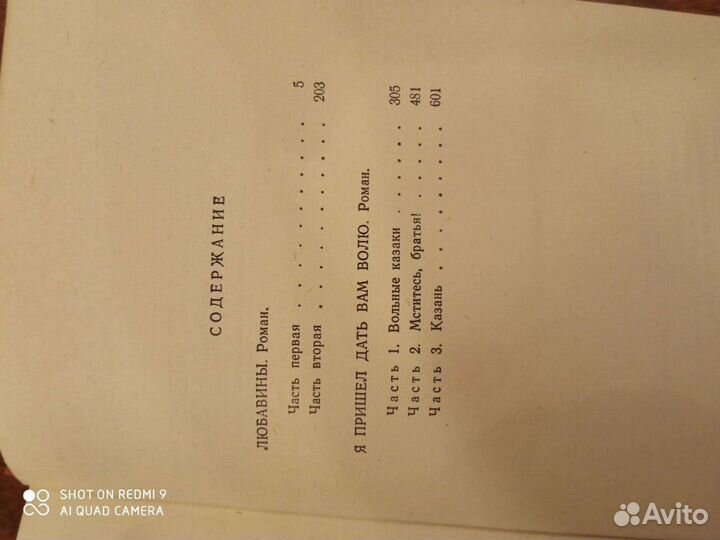 СОДЕРЖАНИЕ
ЛЮБАВИНЫ. Роман.
Часть первая . . . . . . . . . . 5
Часть вторая . . . . . . . . . . 203
Я ПРИШЕЛ ДАТЬ ВАМ ВОЛЮ. Роман.
Часть 1. Вольные казаки . . . . . . 305
Часть 2. Мститесь, братья! . . . . . 481
Часть 3. Казань . . . . . . . . . 601
SHOT ON REDMI 9
AI QUAD CAMERA
Avito